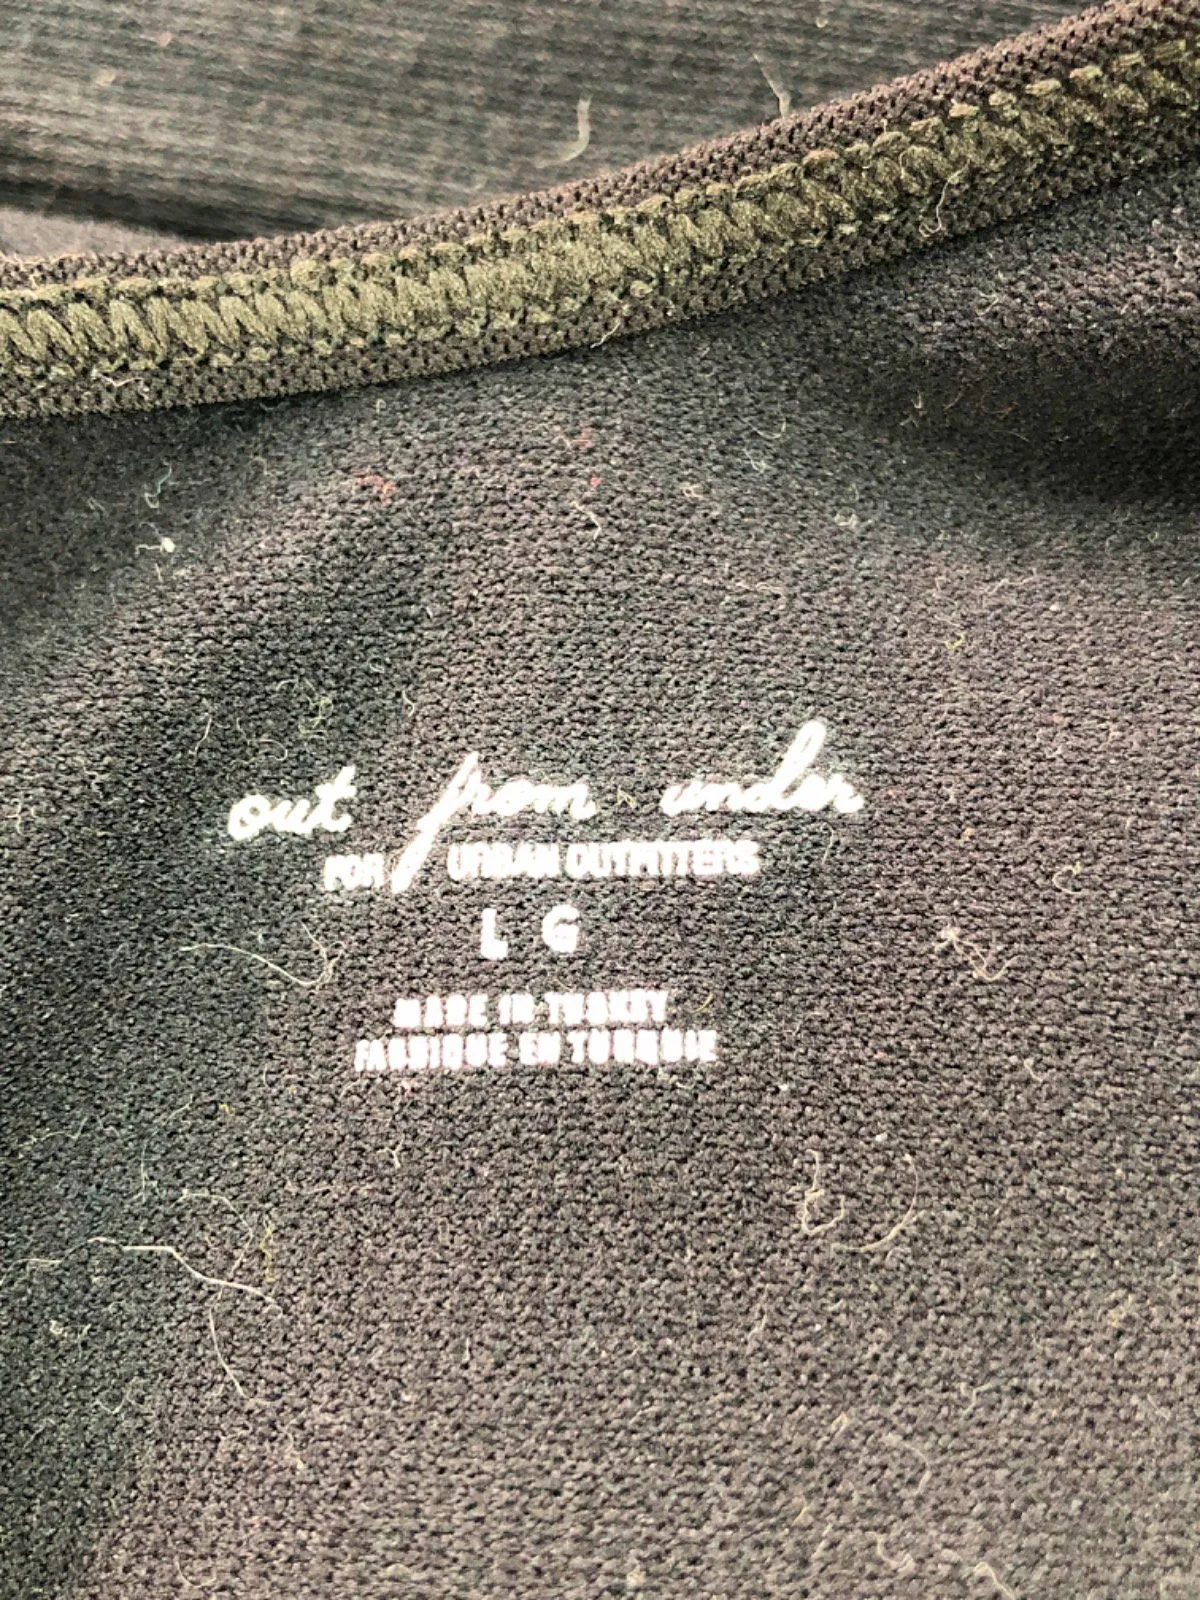 out from under
FOR URBAN OUTFITTERS
L G
MADE IN TURKEY
FABRIQUE EN TURQUIE